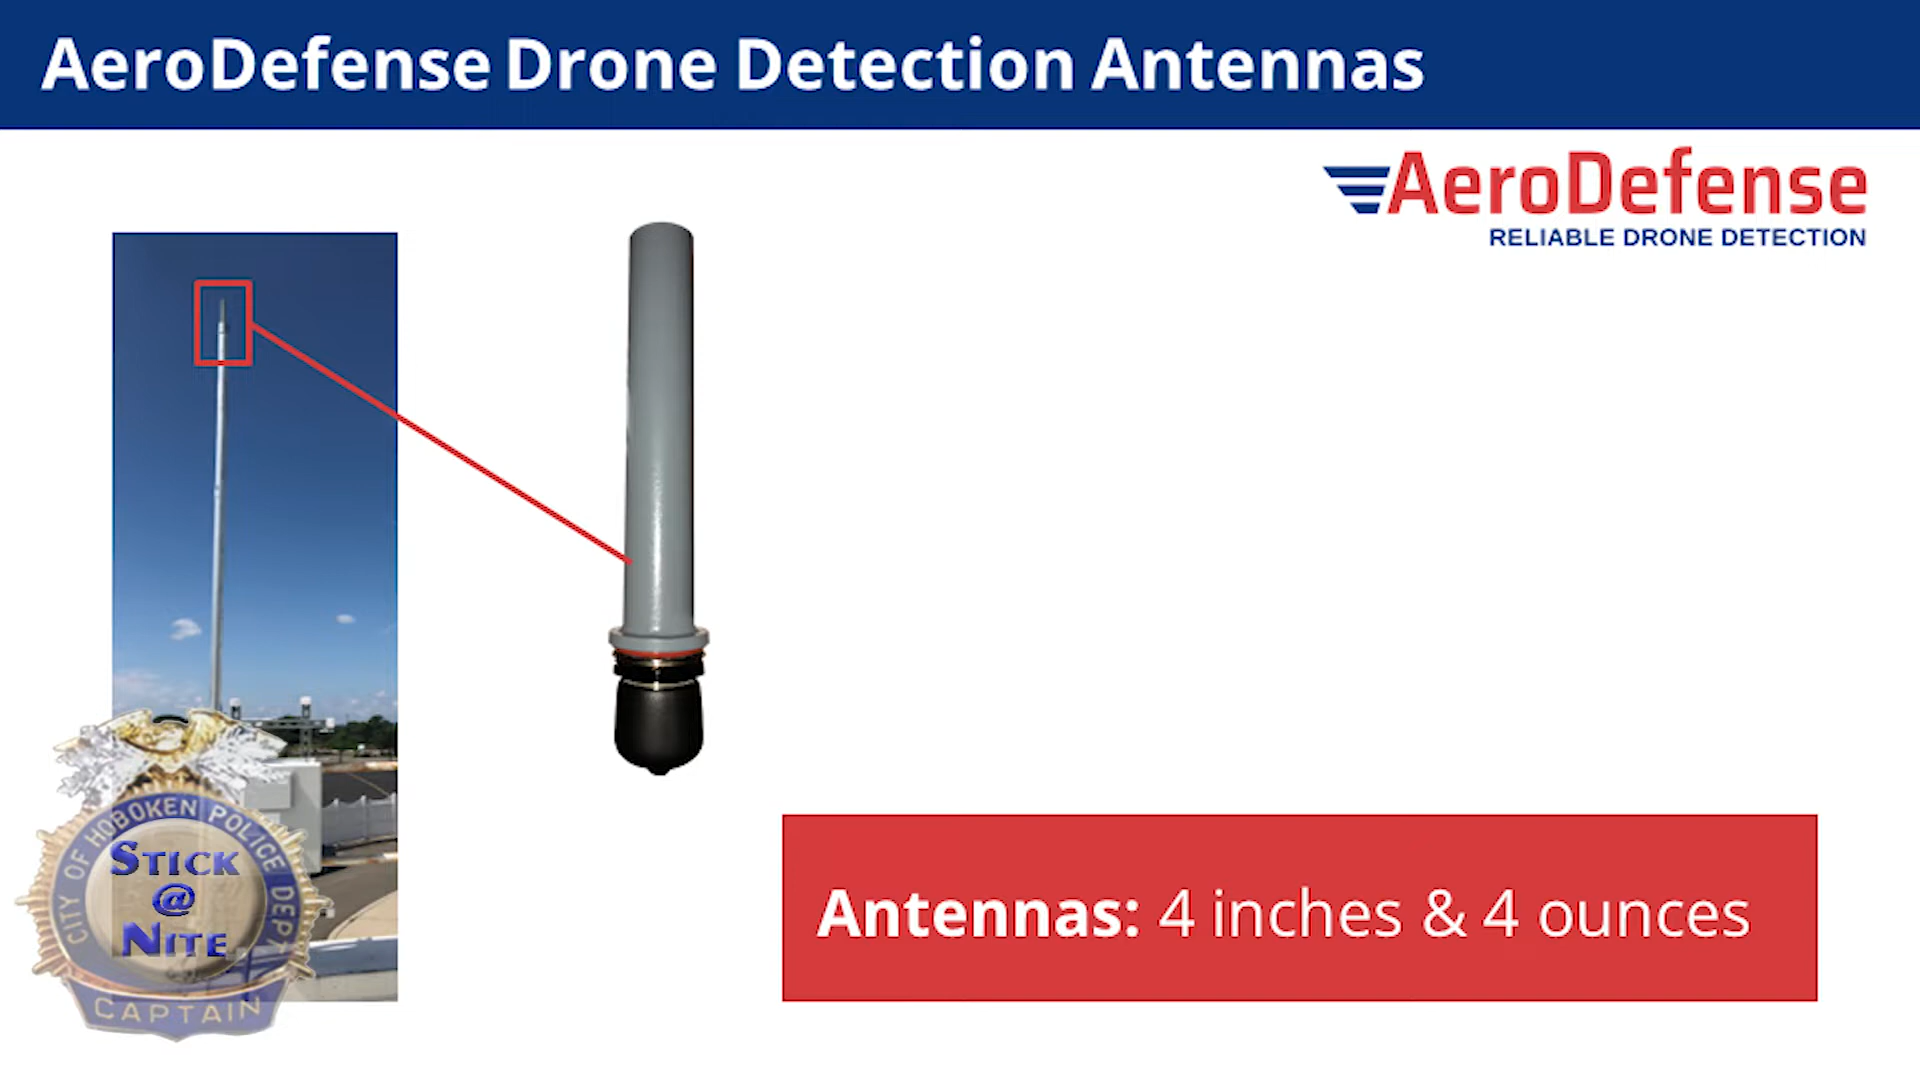 AeroDefense Drone Detection Antennas
AeroDefense
RELIABLE DRONE DETECTION
CITY OF HOBOKEN POLICE DEPT
STICK
@
NITE
CAPTAIN
Antennas: 4 inches & 4 ounces